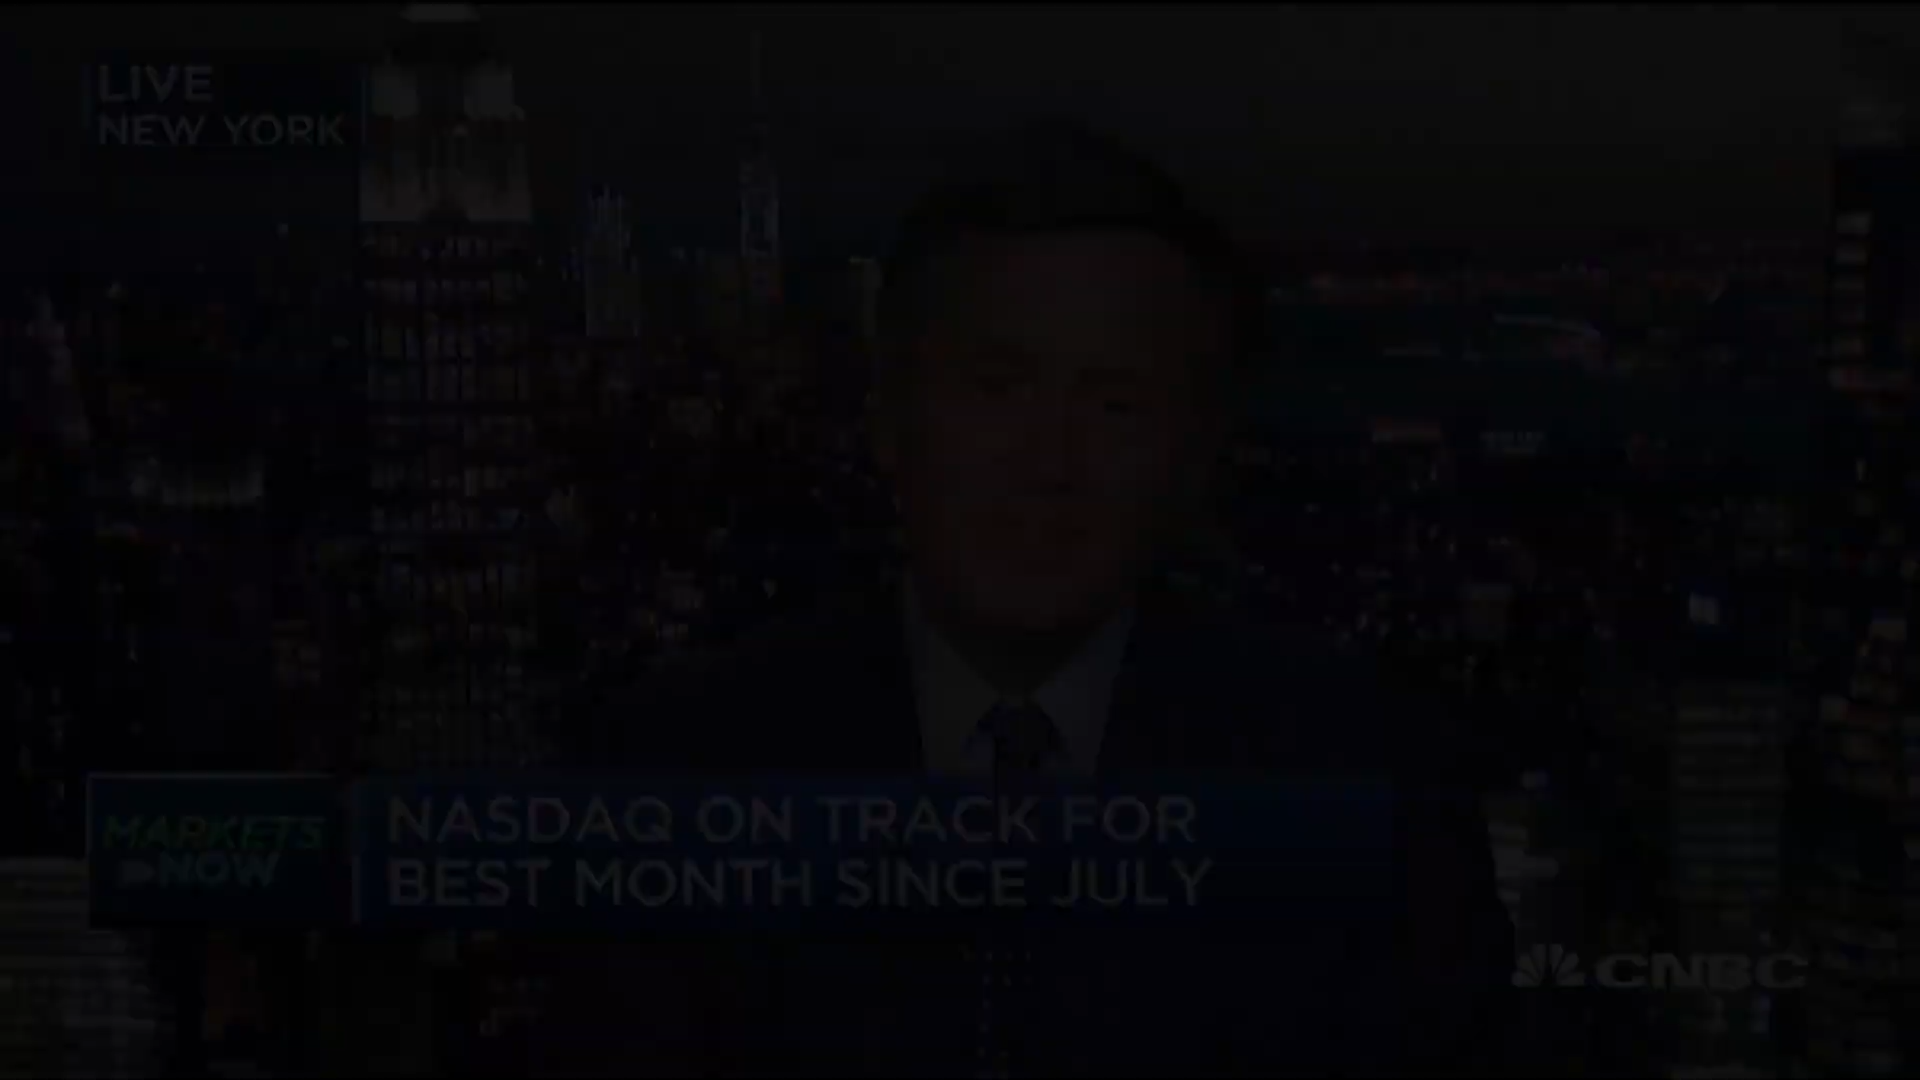 LIVE
NEW YORK
MARKETS
NOW
NASDAQ ON TRACK FOR
BEST MONTH SINCE JULY
CNBC